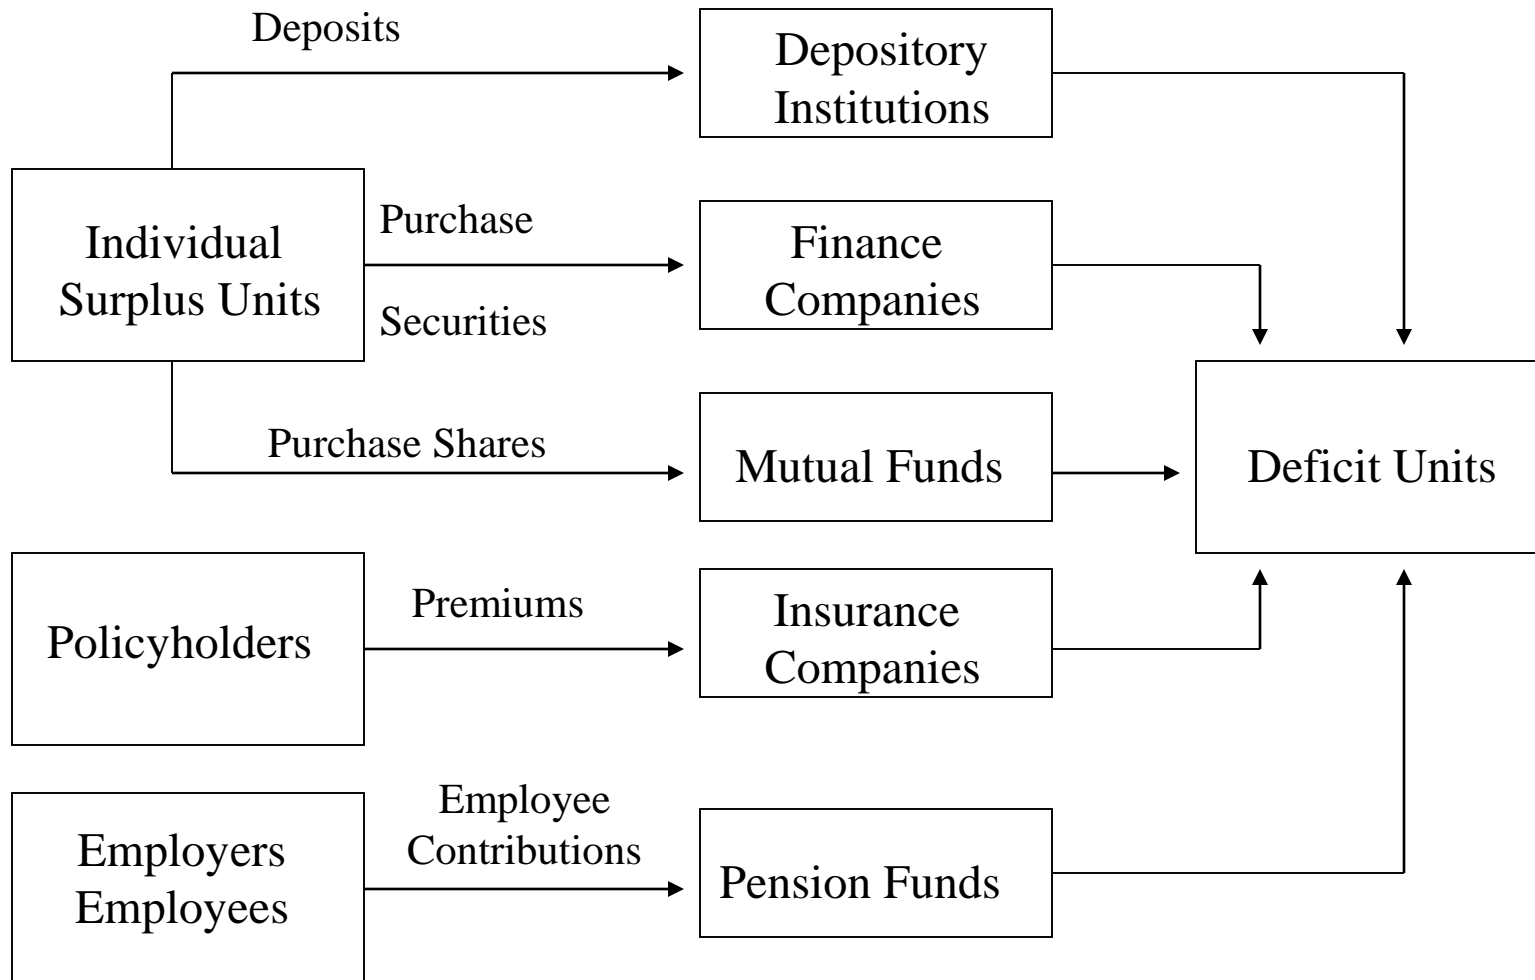 Deposits
Depository
Institutions
Individual
Surplus Units
Purchase
Securities
Finance
Companies
Purchase Shares
Mutual Funds
Deficit Units
Policyholders
Premiums
Insurance
Companies
Employers
Employees
Employee
Contributions
Pension Funds